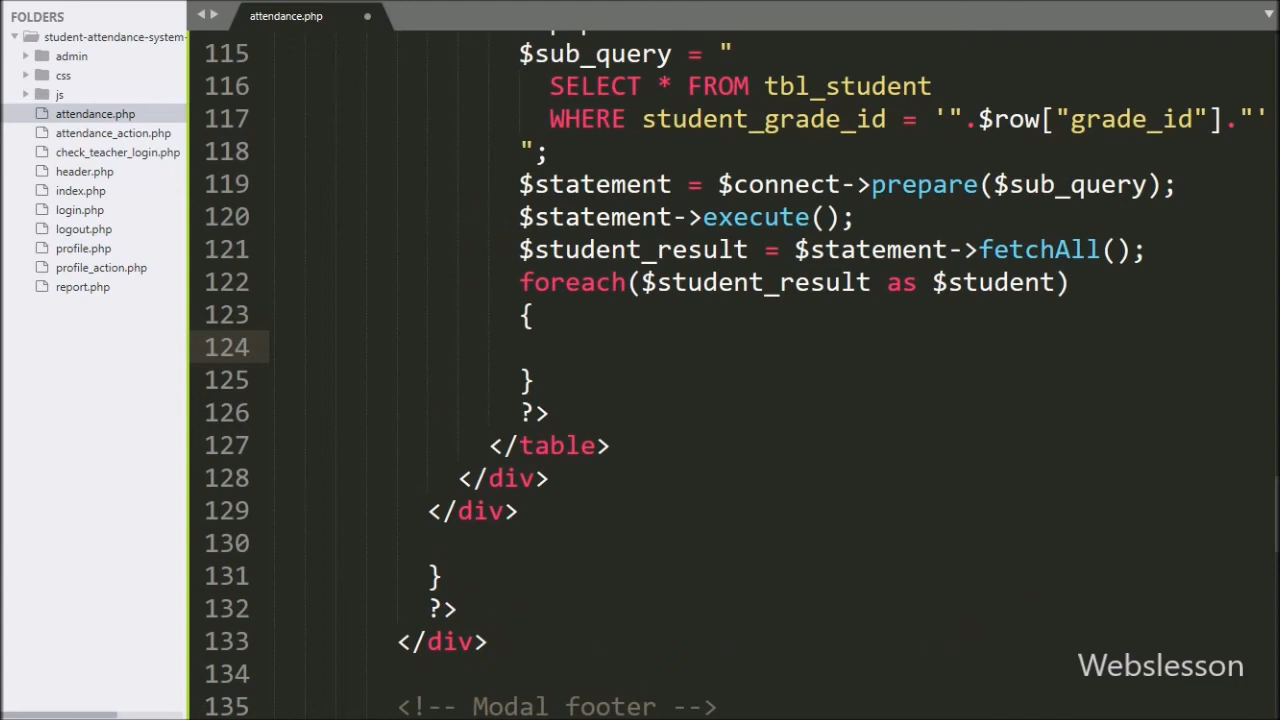 FOLDERS
student-attendance-system-
admin
css
js
attendance.php
attendance_action.php
check_teacher_login.php
header.php
index.php
login.php
logout.php
profile.php
profile_action.php
report.php
attendance.php
115 $sub_query = "
116 SELECT * FROM tbl_student
117 WHERE student_grade_id = '".$row["grade_id"]."'
118 ";
119 $statement = $connect->prepare($sub_query);
120 $statement->execute();
121 $student_result = $statement->fetchAll();
122 foreach($student_result as $student)
123 {
124
125 }
126 ?>
127 </table>
128 </div>
129 </div>
130
131 }
132 ?>
133 </div>
134
135 <!-- Modal footer -->
Webslesson